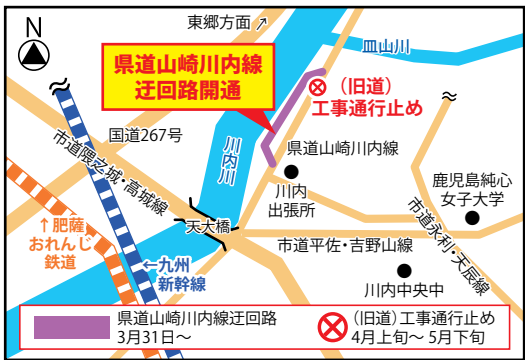 N
東郷方面
皿山川
県道山崎川内線
迂回路開通
(旧道)
工事通行止め
国道267号
川内川
県道山崎川内線
市道隈之城・高城線
川内
出張所
鹿児島純心
女子大学
天大橋
市道平佐・吉野山線
市道永利・天辰線
↑肥薩
おれんじ
鉄道
←九州
新幹線
川内中央中
県道山崎川内線迂回路
3月31日～
(旧道)工事通行止め
4月上旬～5月下旬